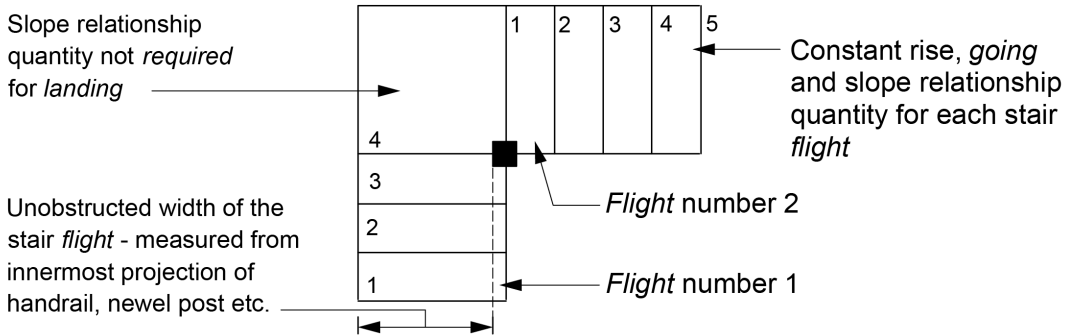 Slope relationship
quantity not required
for landing
1 2 3 4 5
Constant rise, going
and slope relationship
quantity for each stair
flight
4
3
2
1
Unobstructed width of the
stair flight - measured from
innermost projection of
handrail, newel post etc.
Flight number 2
Flight number 1